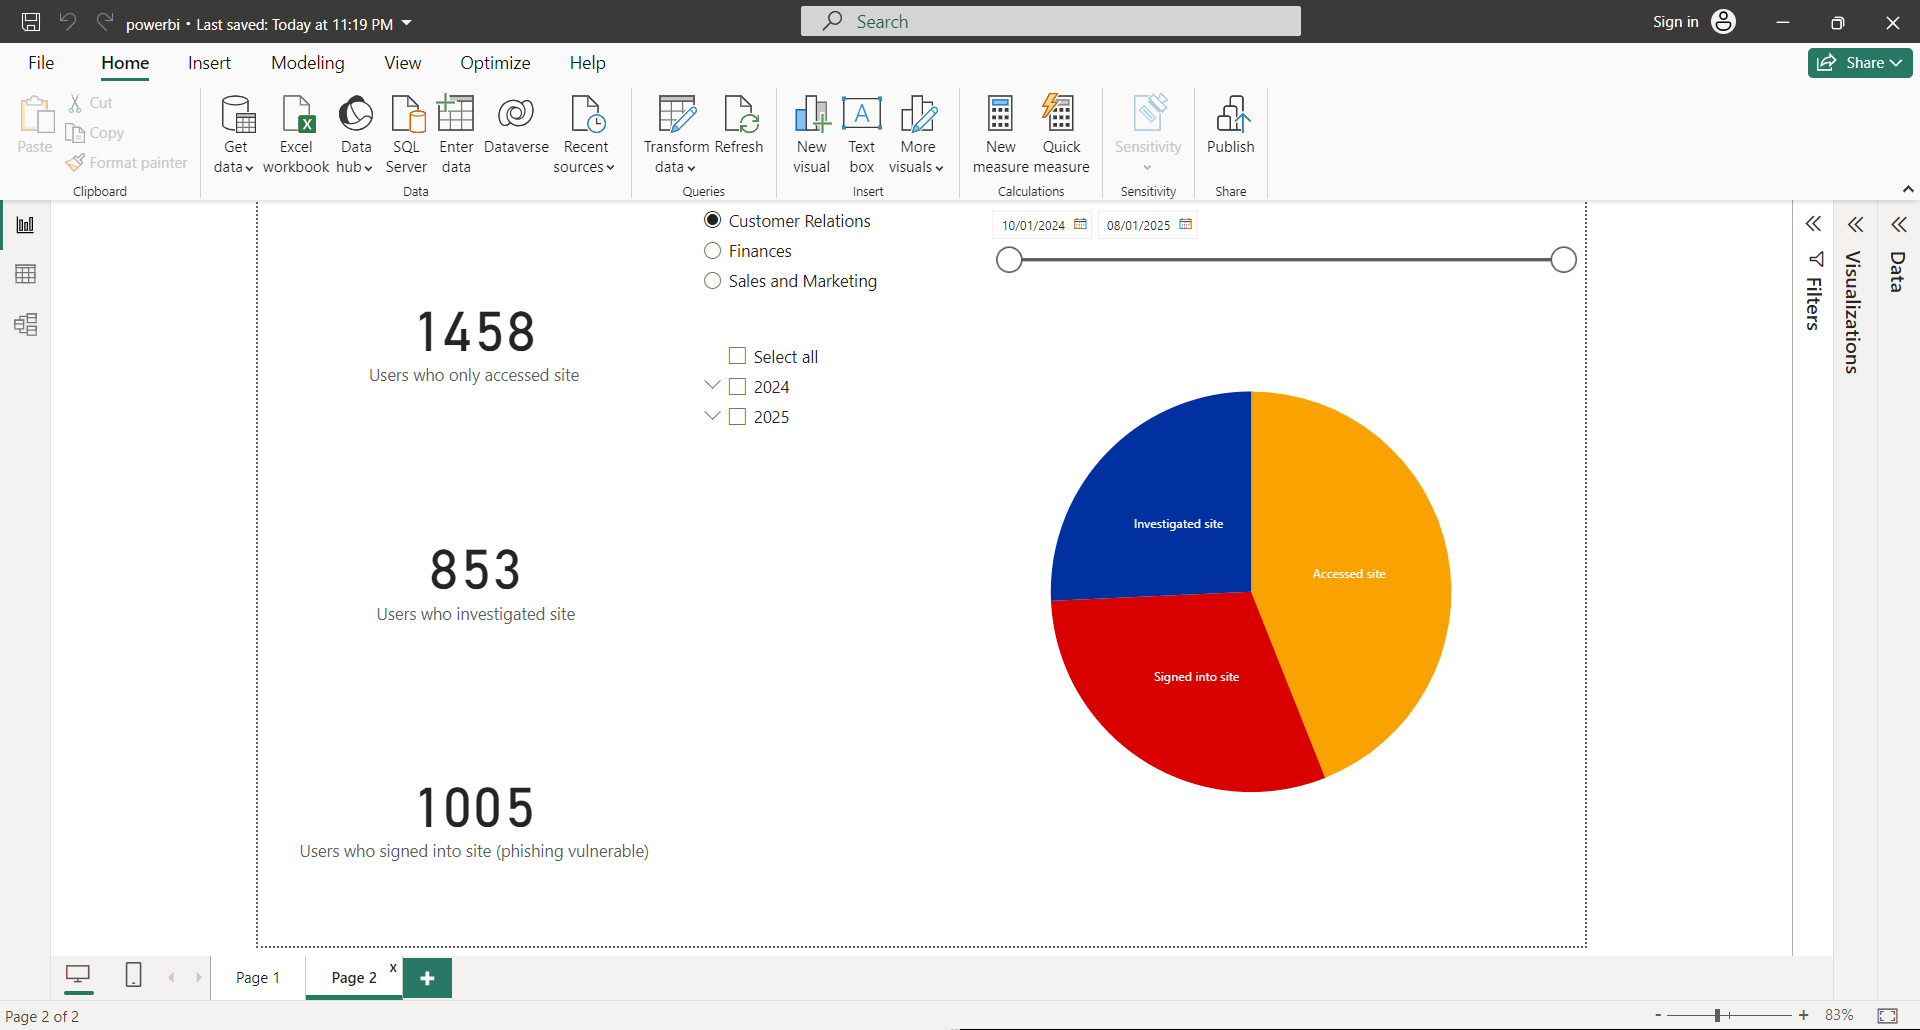 powerbi • Last saved: Today at 11:19 PM
Search
Sign in
File Home Insert Modeling View Optimize Help
Share
Paste
Cut
Copy
Format painter
Clipboard
Get data
Excel workbook
Data hub
SQL Server
Enter data
Dataverse
Recent sources
Data
Transform data
Refresh
Queries
New visual
Text box
More visuals
Insert
New measure
Quick measure
Calculations
Sensitivity
Sensitivity
Publish
Share
Customer Relations
Finances
Sales and Marketing
10/01/2024
08/01/2025
1458
Users who only accessed site
Select all
2024
2025
853
Users who investigated site
1005
Users who signed into site (phishing vulnerable)
Investigated site
Accessed site
Signed into site
Filters
Visualizations
Data
Page 1
Page 2
x
+
Page 2 of 2
- + 83%